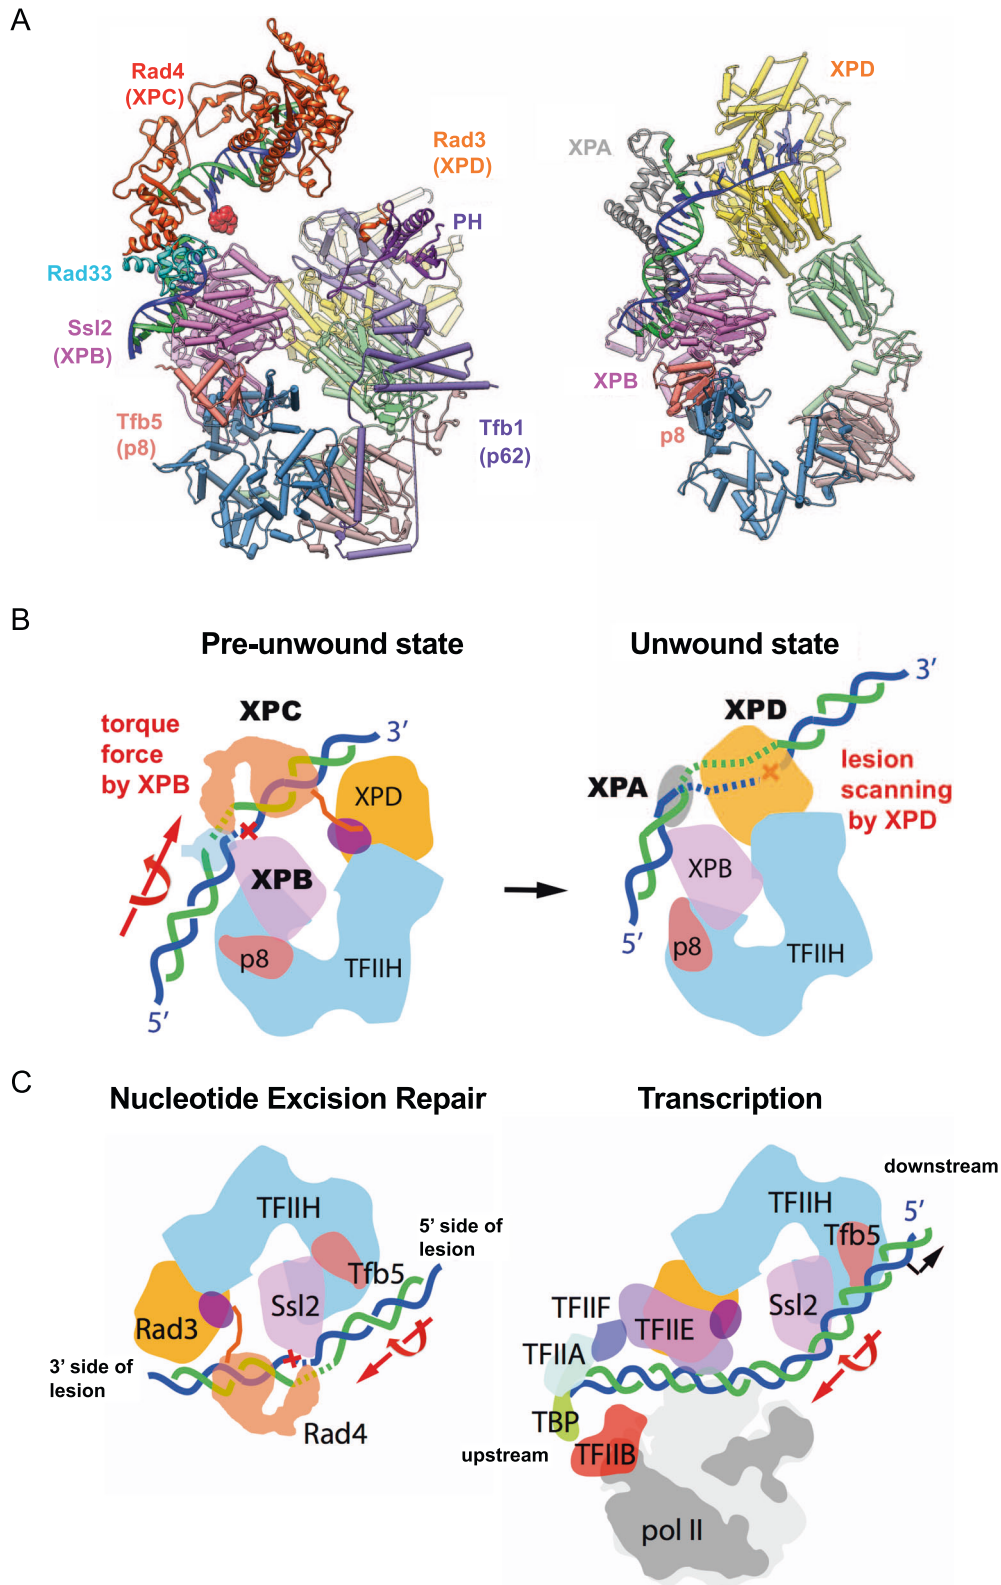 A
Rad4
(XPC)
Rad3
(XPD)
PH
Rad33
Ssl2
(XPB)
Tfb5
(p8)
Tfb1
(p62)
XPD
XPA
XPB
p8
B
Pre-unwound state
Unwound state
torque
force
by XPB
XPC
3′
XPD
XPB
p8
TFIIH
5′
3′
XPD
XPA
lesion
scanning
by XPD
XPB
p8
TFIIH
5′
C
Nucleotide Excision Repair
Transcription
TFIIH
5′ side of
lesion
Tfb5
Ssl2
Rad3
3′ side of
lesion
Rad4
downstream
TFIIH
5′
Tfb5
Ssl2
TFIIF
TFIIE
TFIIA
TBP
upstream
TFIIB
pol II